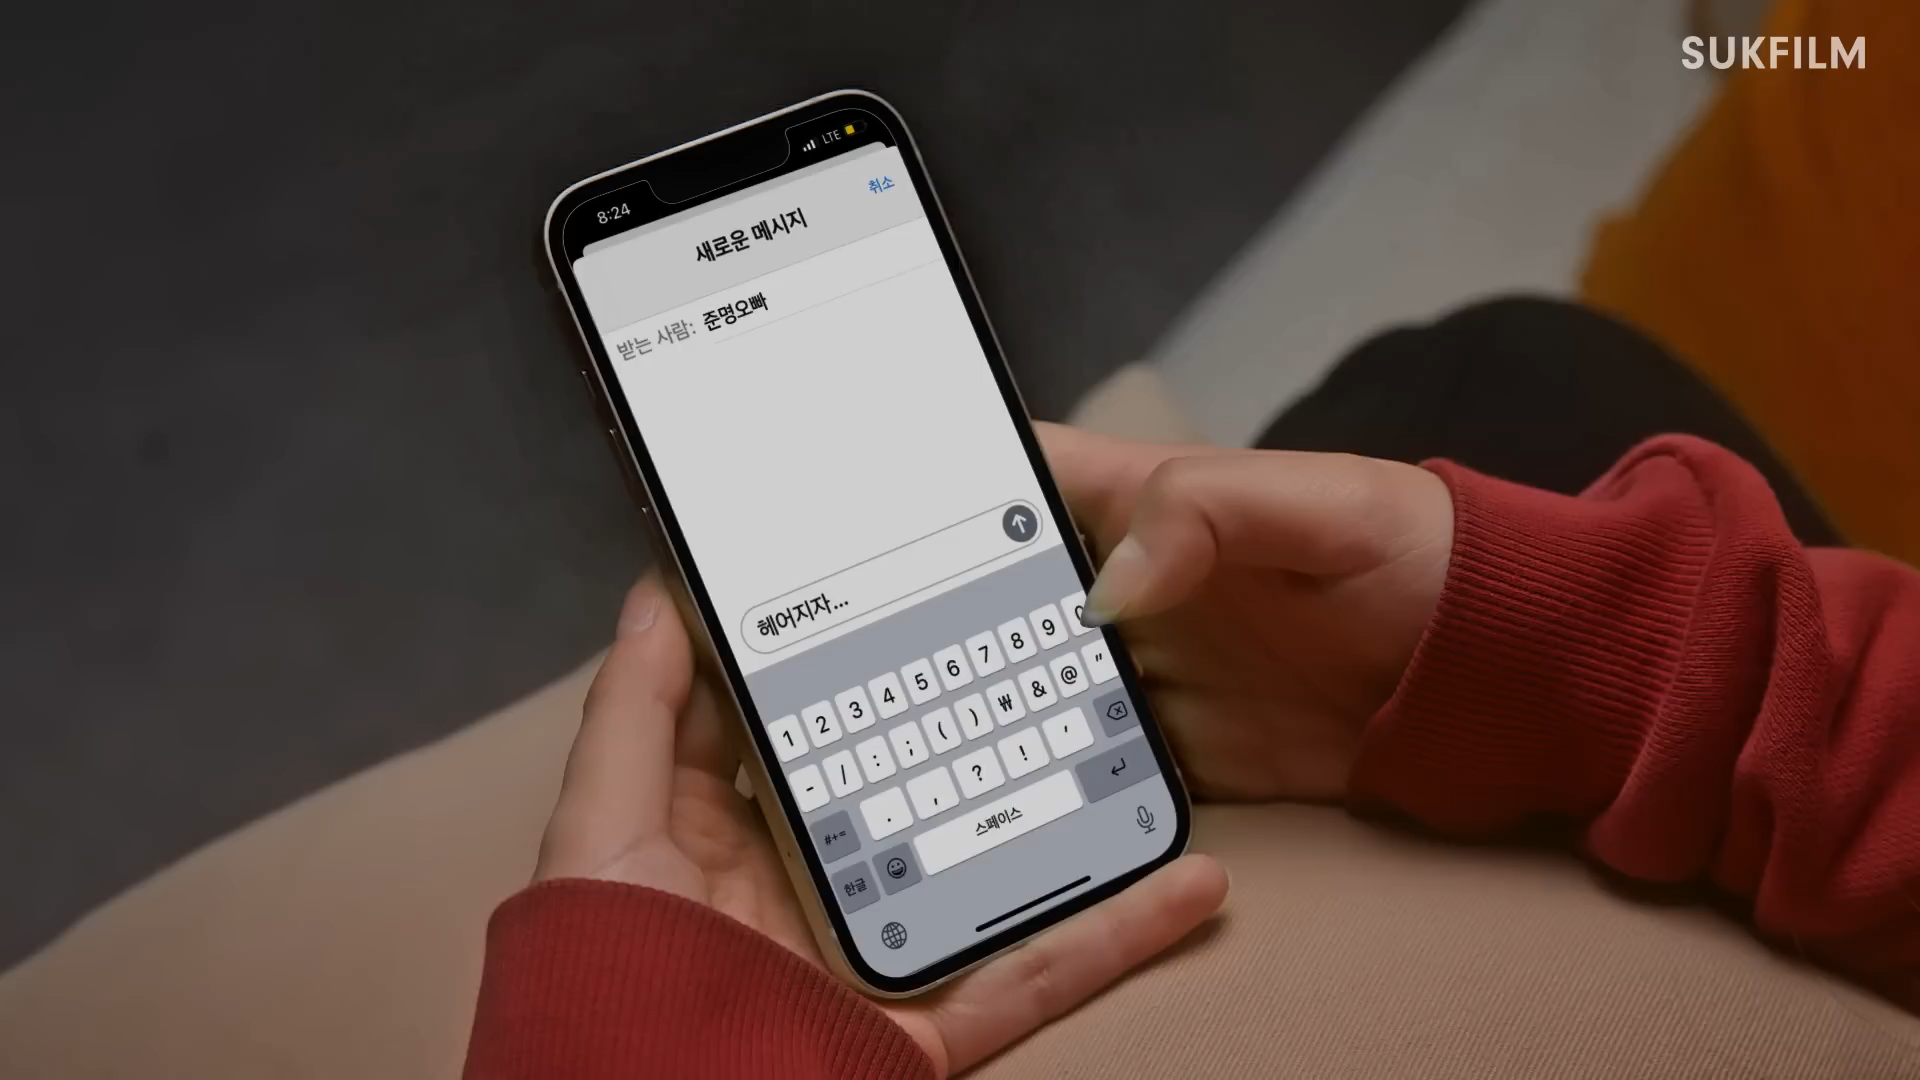 SUKFILM
8:24 LTE
취소
새로운 메시지
받는 사람: 준명오빠
헤어지자...
1 2 3 4 5 6 7 8 9 0
- / : ; ( ) ₩ & @ "
#+= . , ? ! '
한글 스페이스